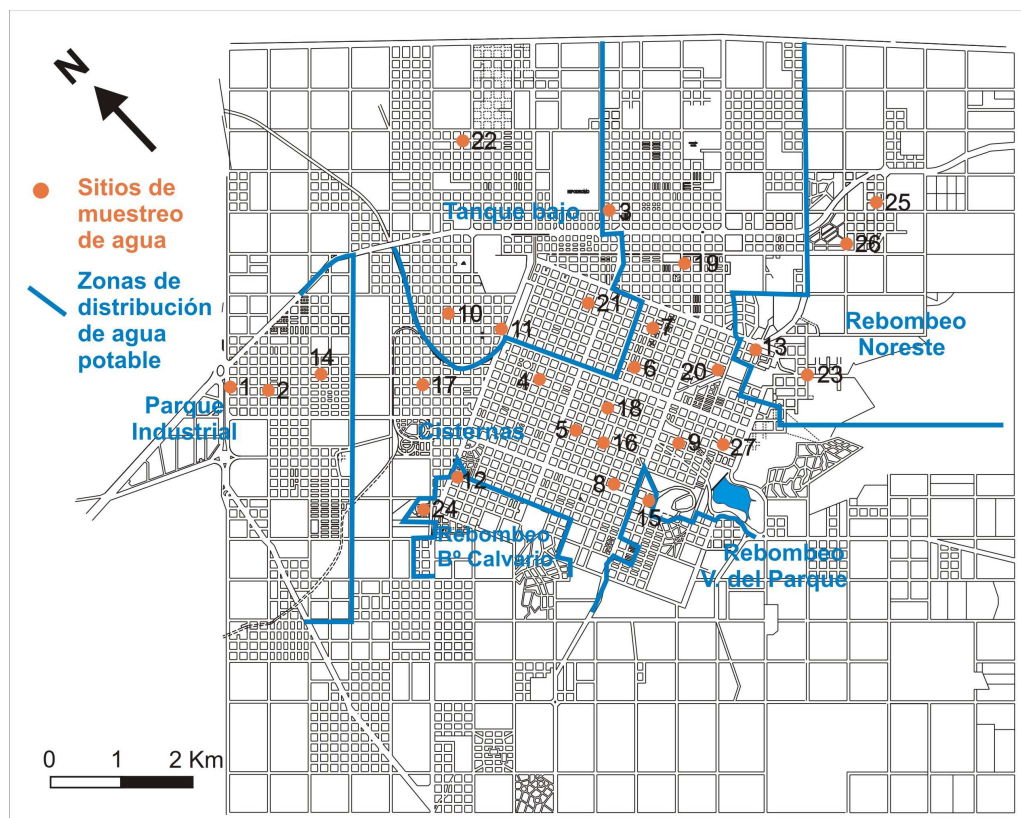 N
Sitios de
muestreo
de agua
Zonas de
distribución
de agua
potable
22
Tanque bajo
3
25
26
19
21
10
11
7
Rebombeo
Noreste
13
14
6
20
23
1
2
17
4
Parque
Industrial
18
Cisternas
5
16
9
27
12
8
24
15
Rebombeo
Bº Calvario
Rebombeo
V. del Parque
0 1 2 Km